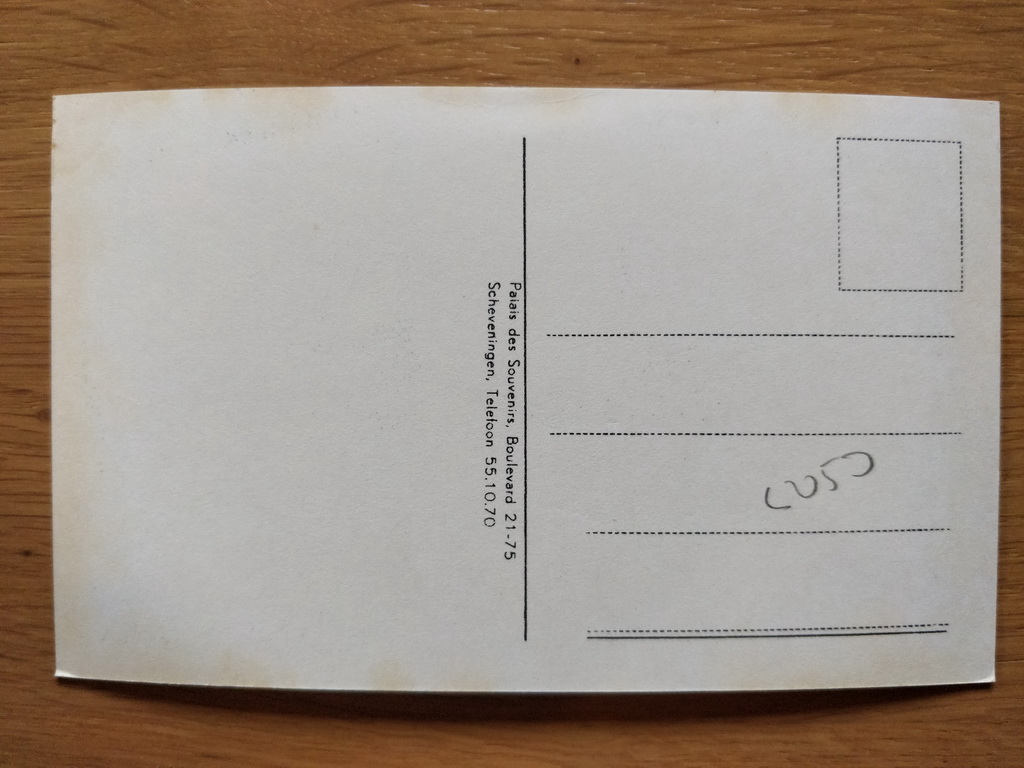 Palais des Souvenirs, Boulevard 21-75
Scheveningen, Telefoon 55.10.70